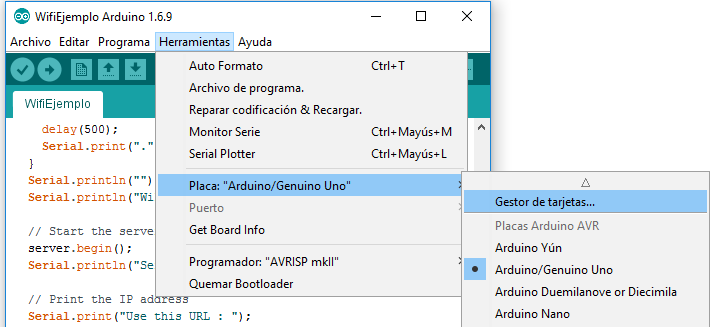 WifiEjemplo Arduino 1.6.9
Archivo Editar Programa Herramientas Ayuda
WifiEjemplo
delay(500);
Serial.print("."
}
Serial.println("")
Serial.println("Wi
// Start the serve
server.begin();
Serial.println("Se
// Print the IP address
Serial.print("Use this URL : ");
Auto Formato Ctrl+T
Archivo de programa.
Reparar codificación & Recargar.
Monitor Serie Ctrl+Mayús+M
Serial Plotter Ctrl+Mayús+L
Placa: "Arduino/Genuino Uno"
Puerto
Get Board Info
Programador: "AVRISP mkII"
Quemar Bootloader
Gestor de tarjetas...
Placas Arduino AVR
Arduino Yún
Arduino/Genuino Uno
Arduino Duemilanove or Diecimila
Arduino Nano